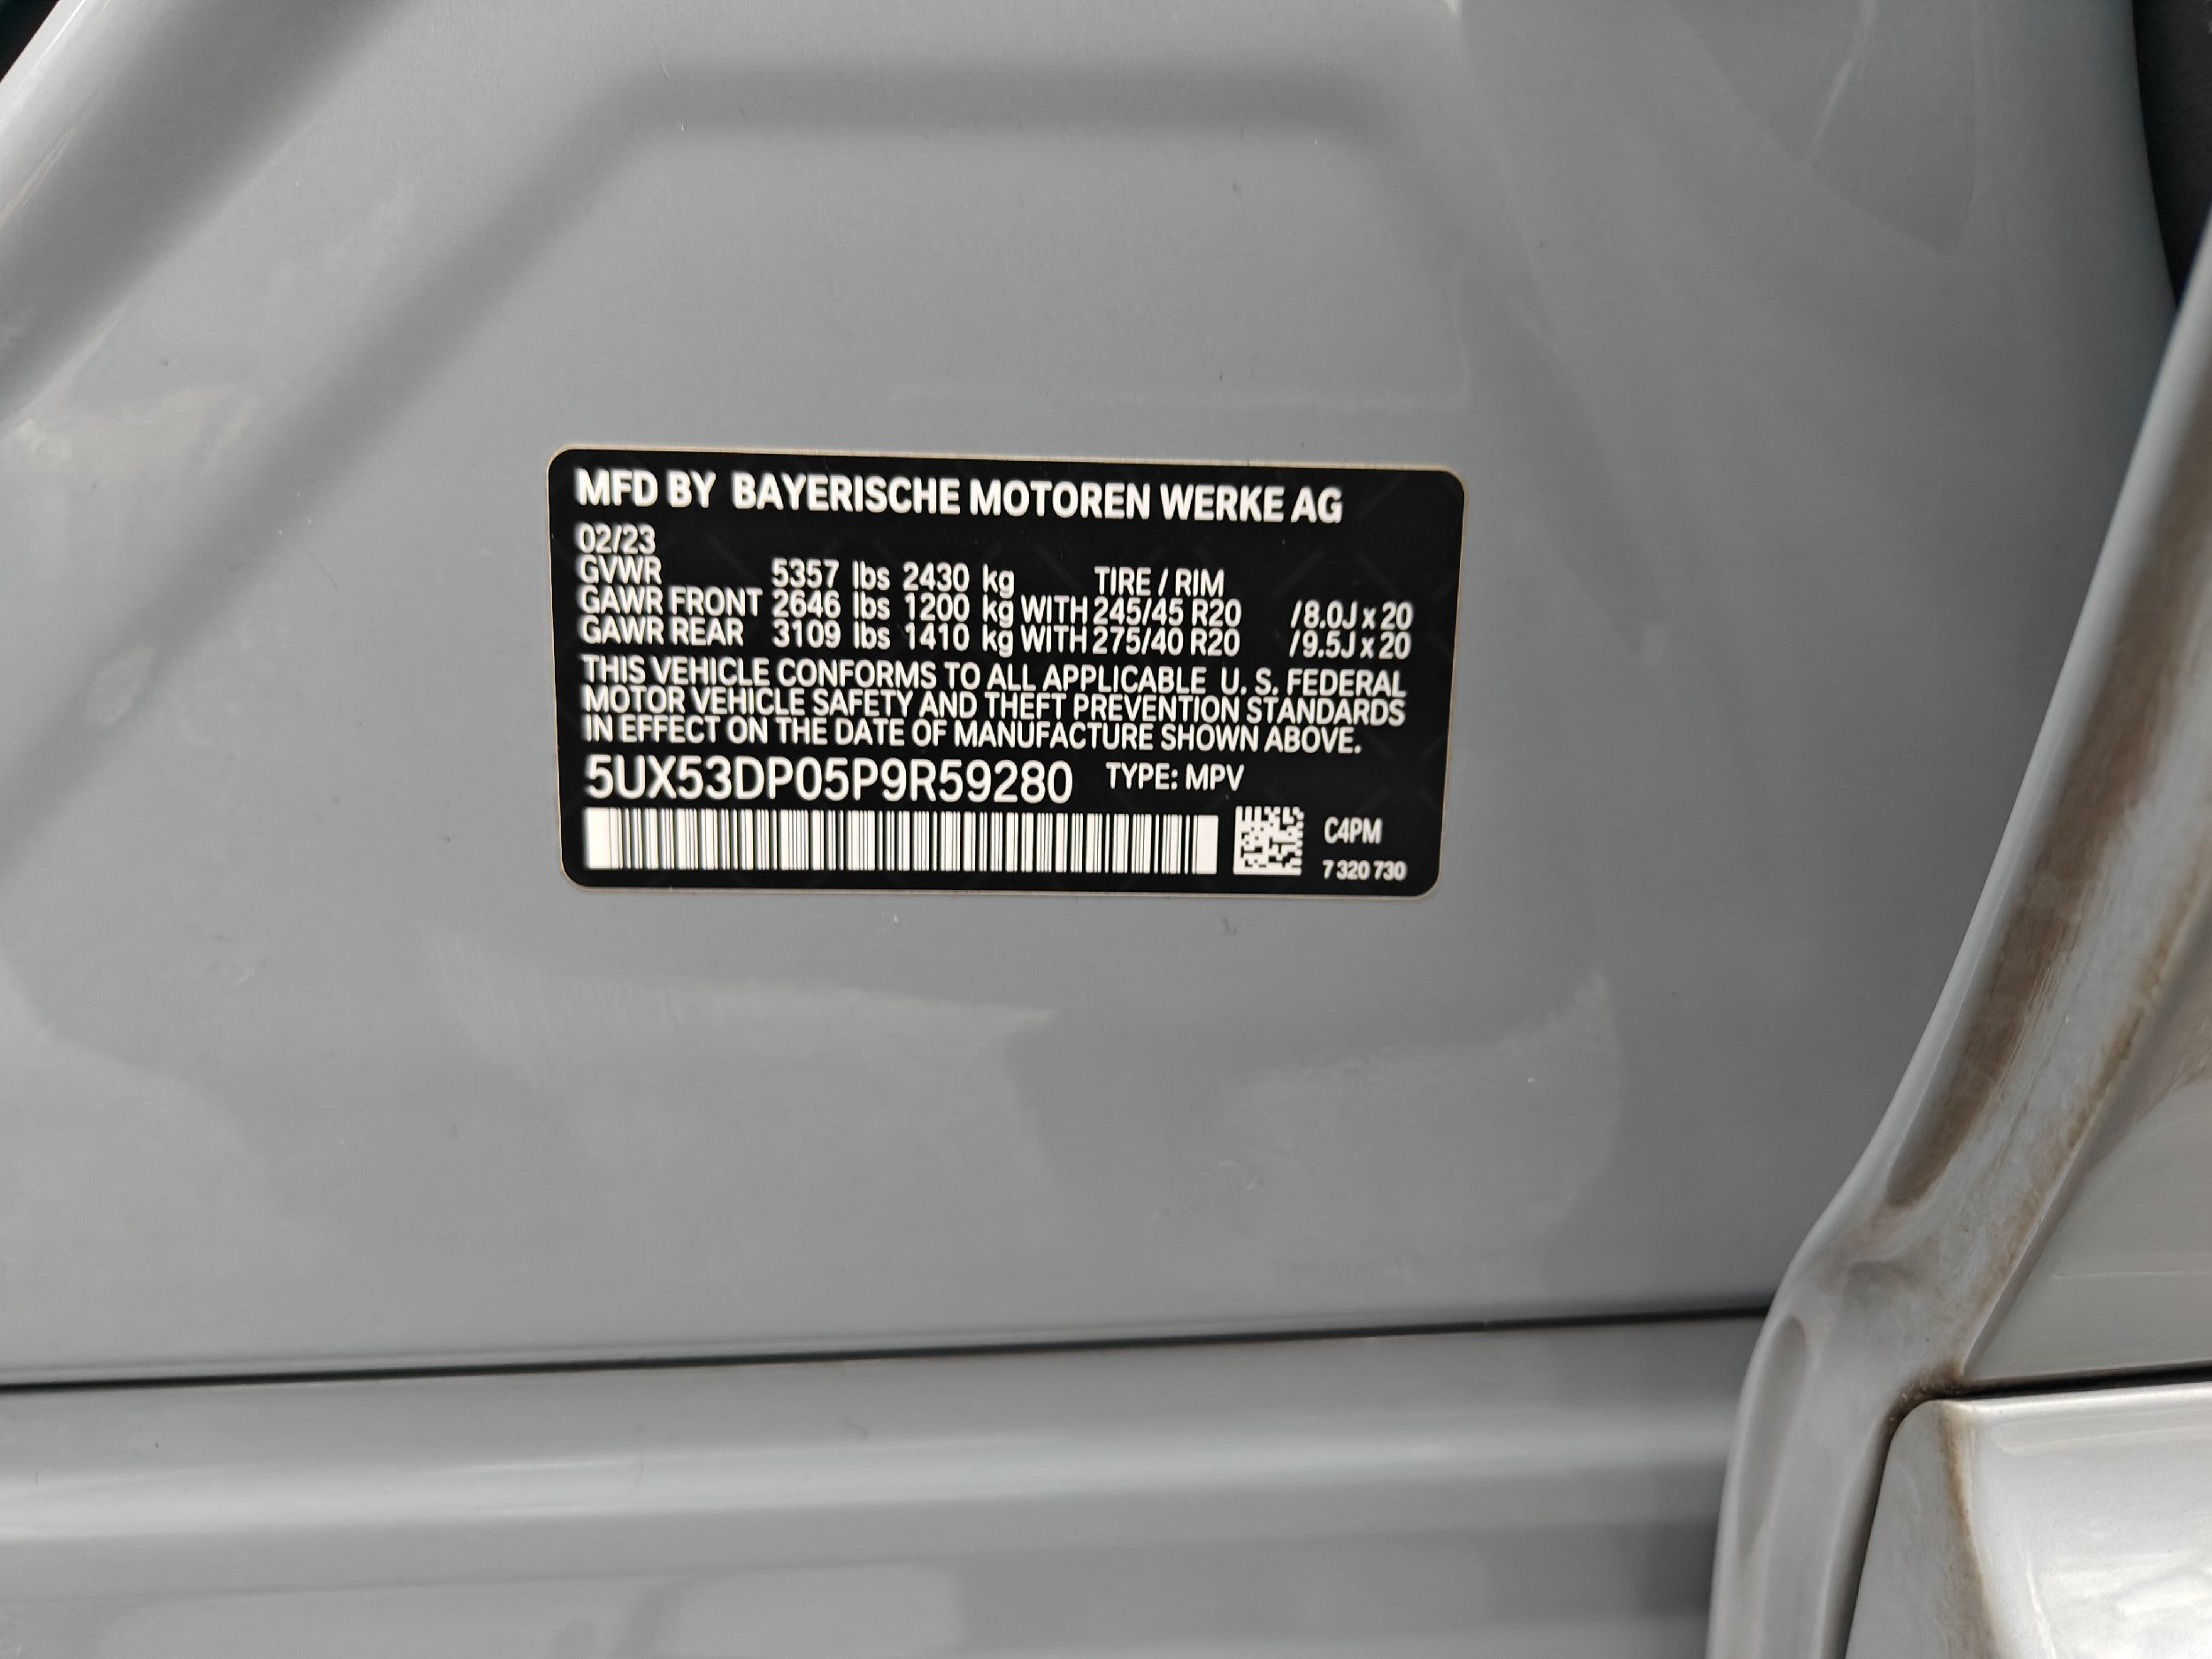 MFD BY BAYERISCHE MOTOREN WERKE AG
02/23
GVWR 5357 lbs 2430 kg TIRE / RIM
GAWR FRONT 2646 lbs 1200 kg WITH 245/45 R20 /8.0J x 20
GAWR REAR 3109 lbs 1410 kg WITH 275/40 R20 /9.5J x 20
THIS VEHICLE CONFORMS TO ALL APPLICABLE U. S. FEDERAL
MOTOR VEHICLE SAFETY AND THEFT PREVENTION STANDARDS
IN EFFECT ON THE DATE OF MANUFACTURE SHOWN ABOVE.
5UX53DP05P9R59280 TYPE: MPV
C4PM
7 320 730